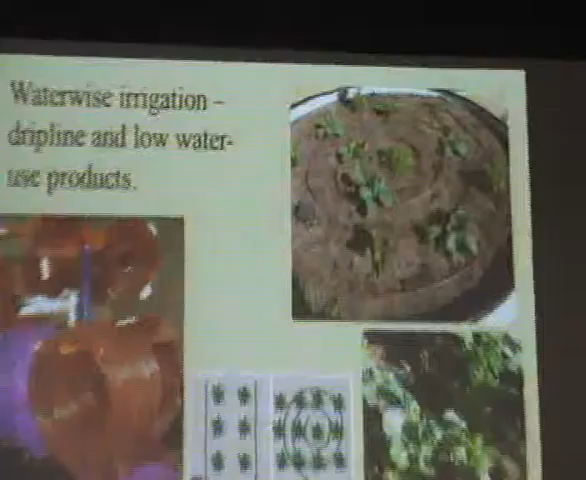 Waterwise irrigation –
dripline and low water-
use products.